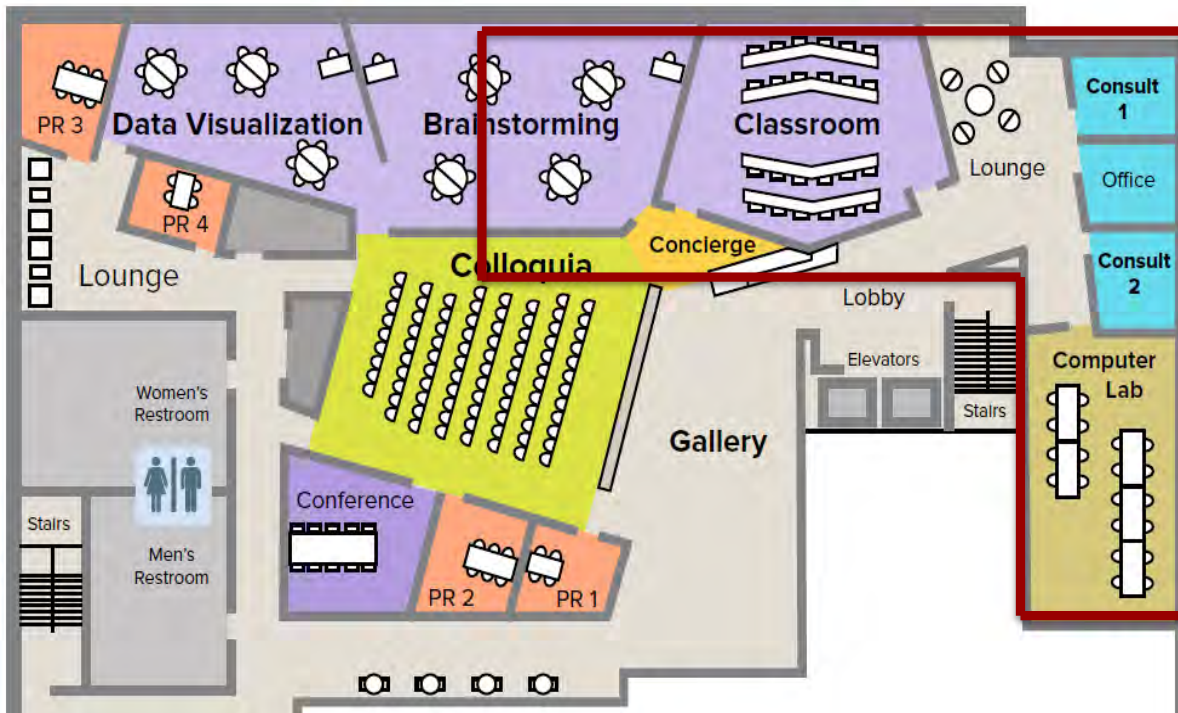 PR 3
Data Visualization
Brainstorming
Classroom
Consult
1
Lounge
Office
PR 4
Concierge
Consult
2
Colloquia
Lounge
Lobby
Elevators
Computer
Lab
Stairs
Women's
Restroom
Gallery
Conference
Stairs
Men's
Restroom
PR 2
PR 1